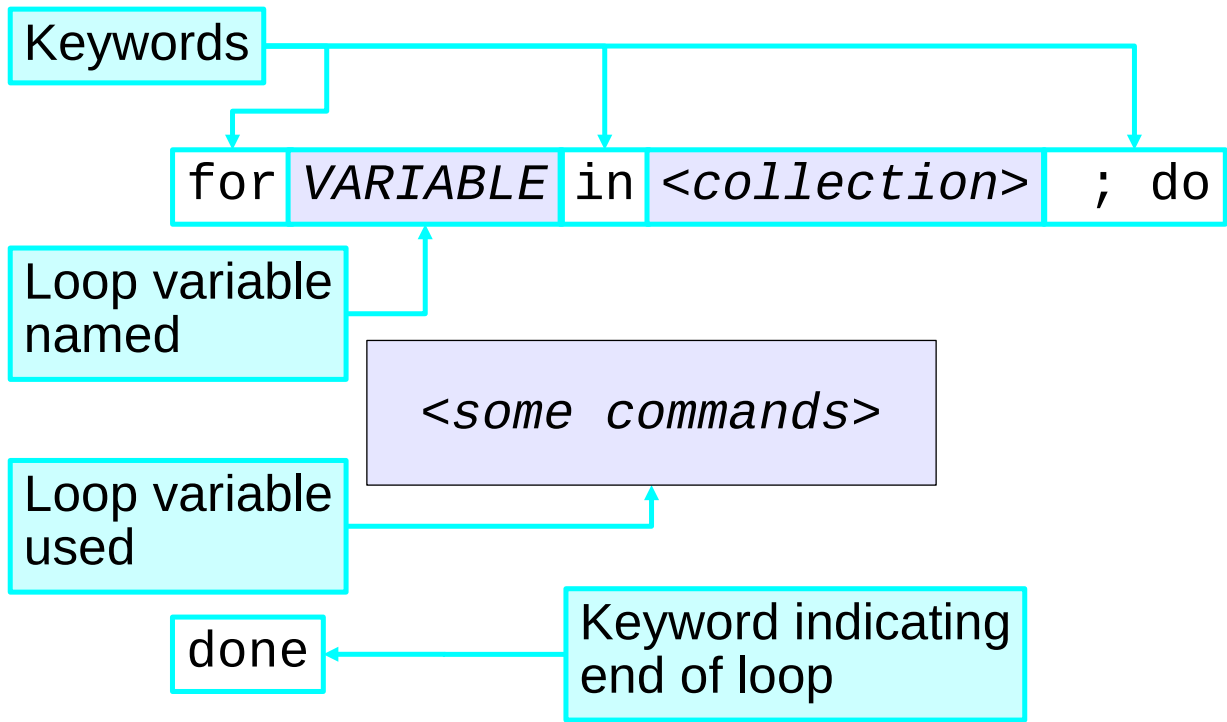 Keywords
for VARIABLE in <collection> ; do
Loop variable
named
<some commands>
Loop variable
used
Keyword indicating
end of loop
done